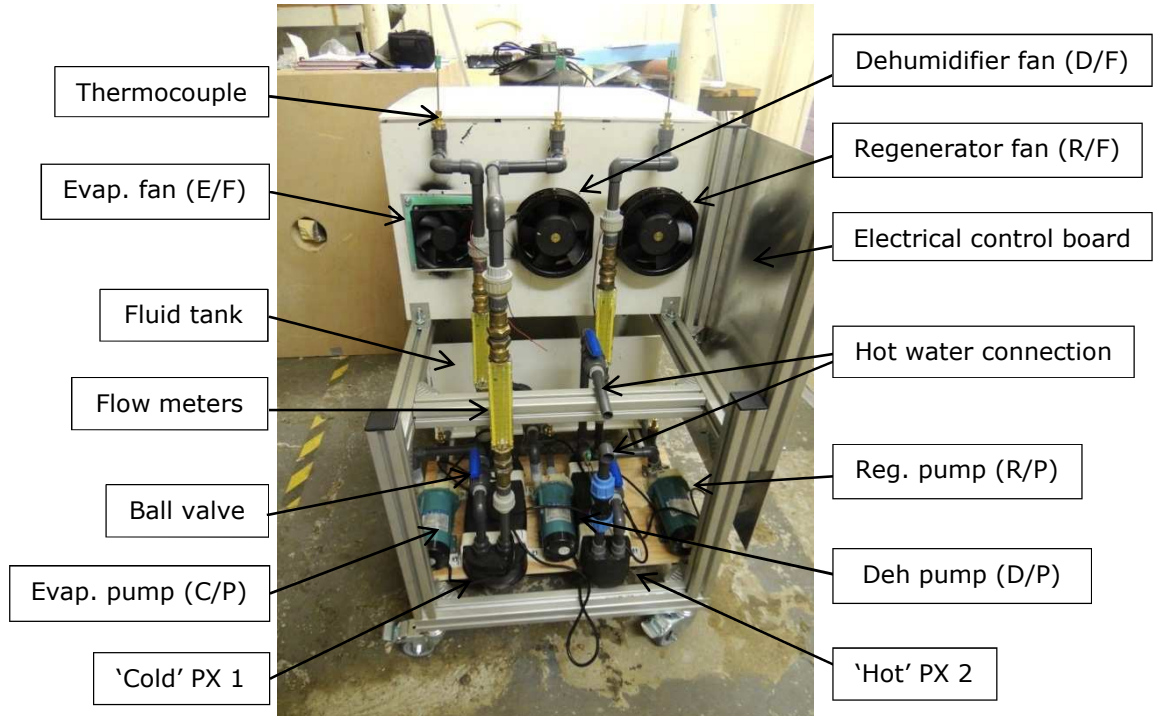 Thermocouple
Evap. fan (E/F)
Fluid tank
Flow meters
Ball valve
Evap. pump (C/P)
‘Cold’ PX 1
Dehumidifier fan (D/F)
Regenerator fan (R/F)
Electrical control board
Hot water connection
Reg. pump (R/P)
Deh pump (D/P)
‘Hot’ PX 2